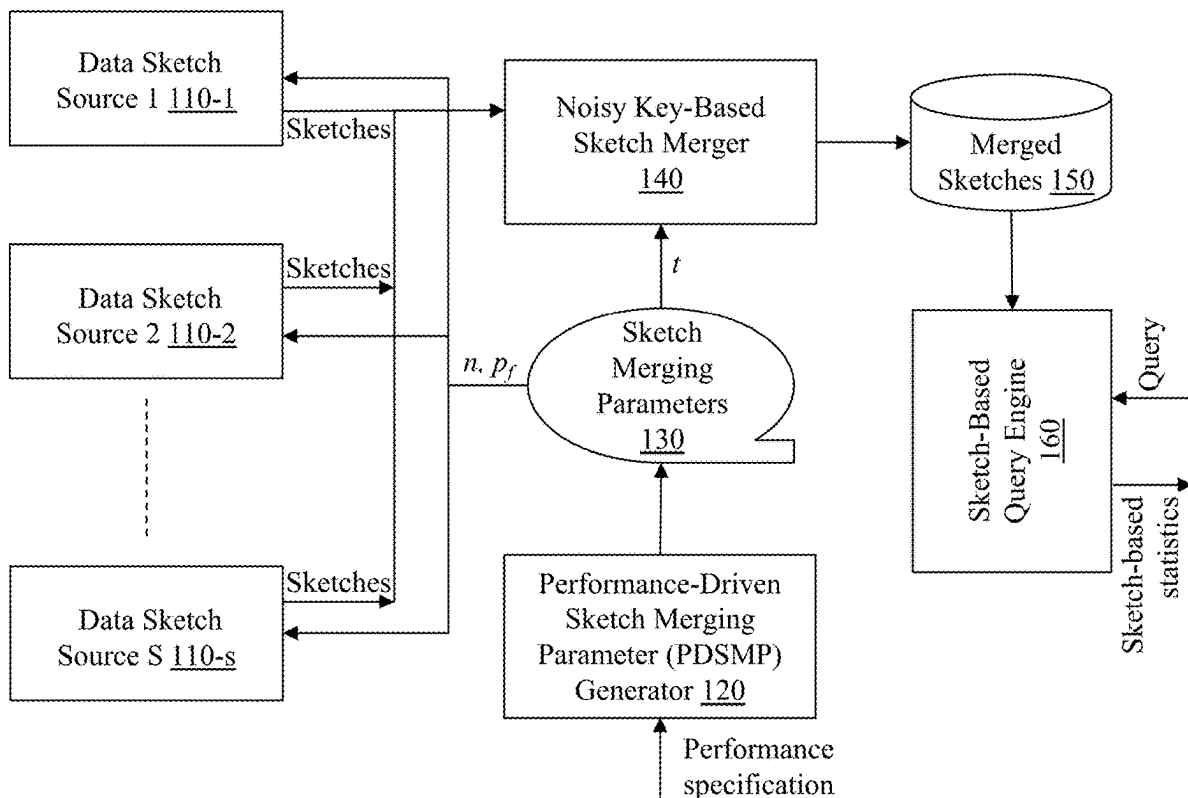 Data Sketch
Source 1 110-1
Sketches
Noisy Key-Based
Sketch Merger
140
Merged
Sketches 150
Data Sketch
Source 2 110-2
Sketches
t
n, pf
Sketch
Merging
Parameters
130
Sketch-Based
Query Engine
160
Query
Sketch-based
statistics
Data Sketch
Source S 110-s
Sketches
Performance-Driven
Sketch Merging
Parameter (PDSMP)
Generator 120
Performance
specification